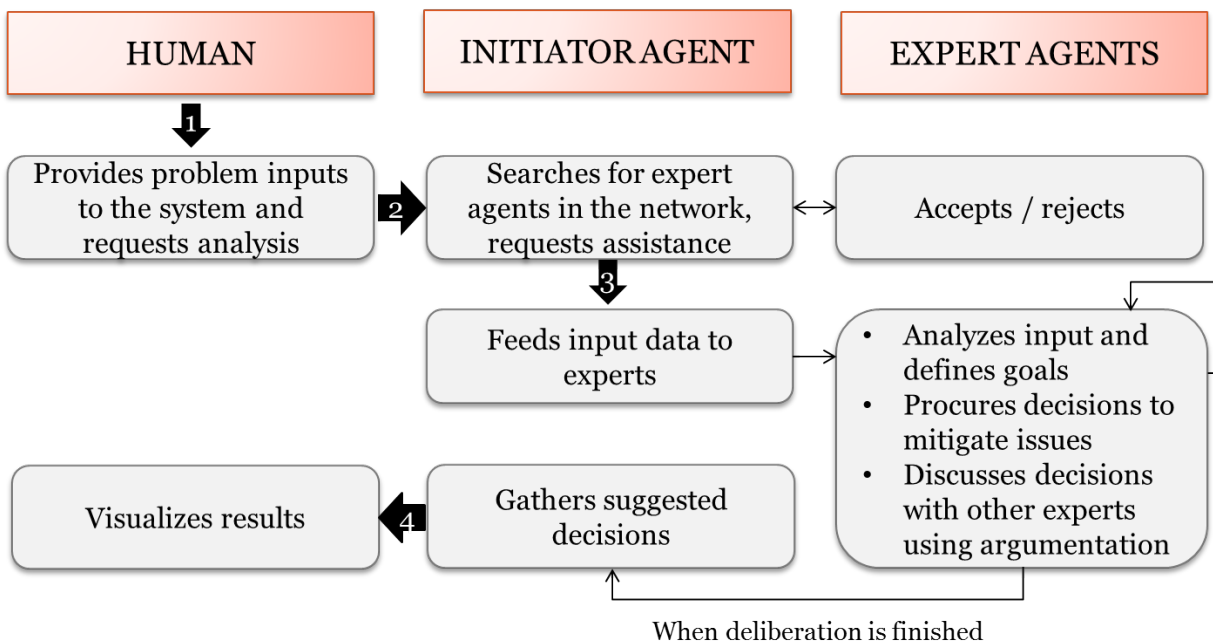 HUMAN
INITIATOR AGENT
EXPERT AGENTS
1
Provides problem inputs
to the system and
requests analysis
2
Searches for expert
agents in the network,
requests assistance
Accepts / rejects
3
Feeds input data to
experts
• Analyzes input and
defines goals
• Procures decisions to
mitigate issues
• Discusses decisions
with other experts
using argumentation
Visualizes results
4
Gathers suggested
decisions
When deliberation is finished